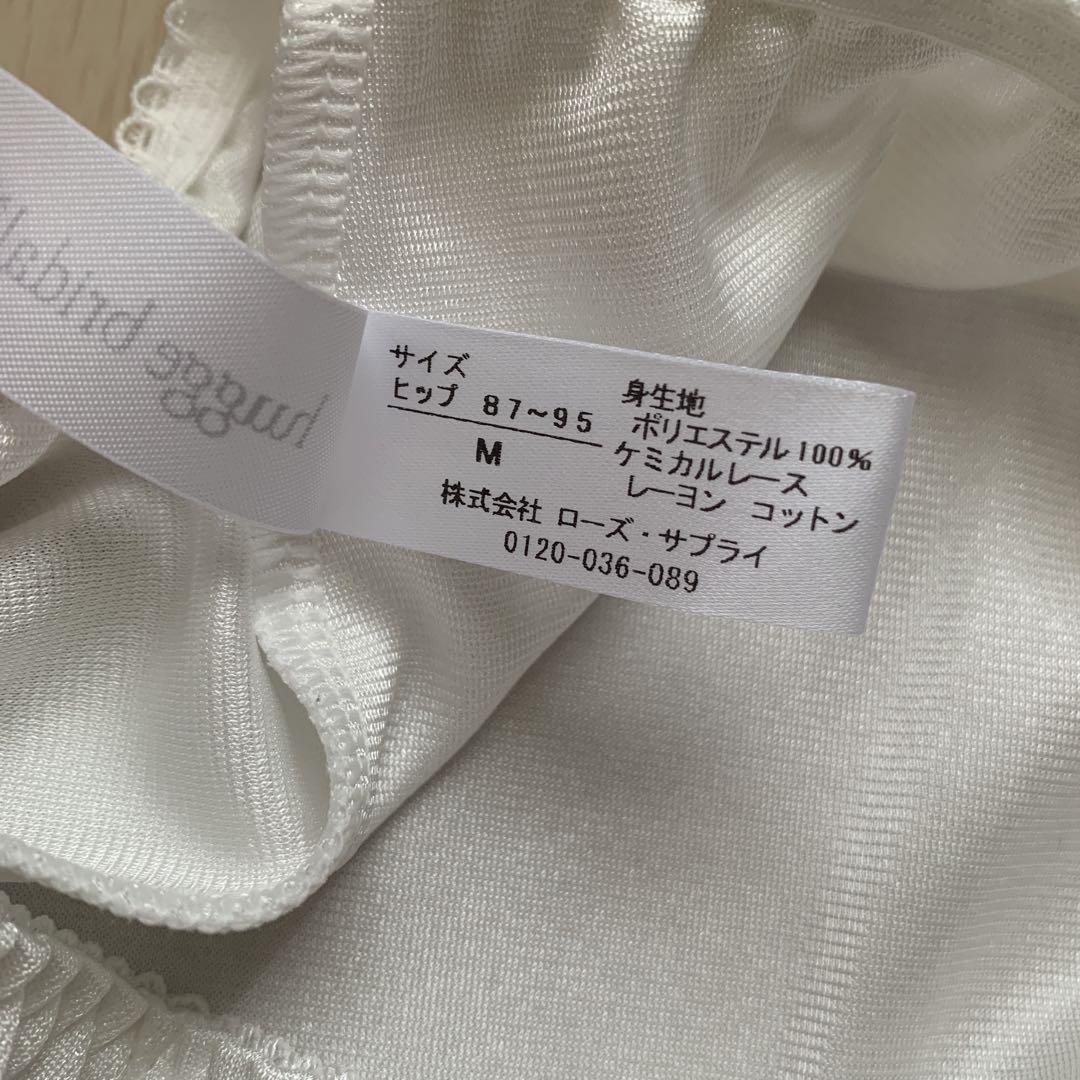 hugge bridal
サイズ
ヒップ 87~95
M
身生地
ポリエステル100%
ケミカルレース
レーヨン コットン
株式会社 ローズ・サプライ
0120-036-089